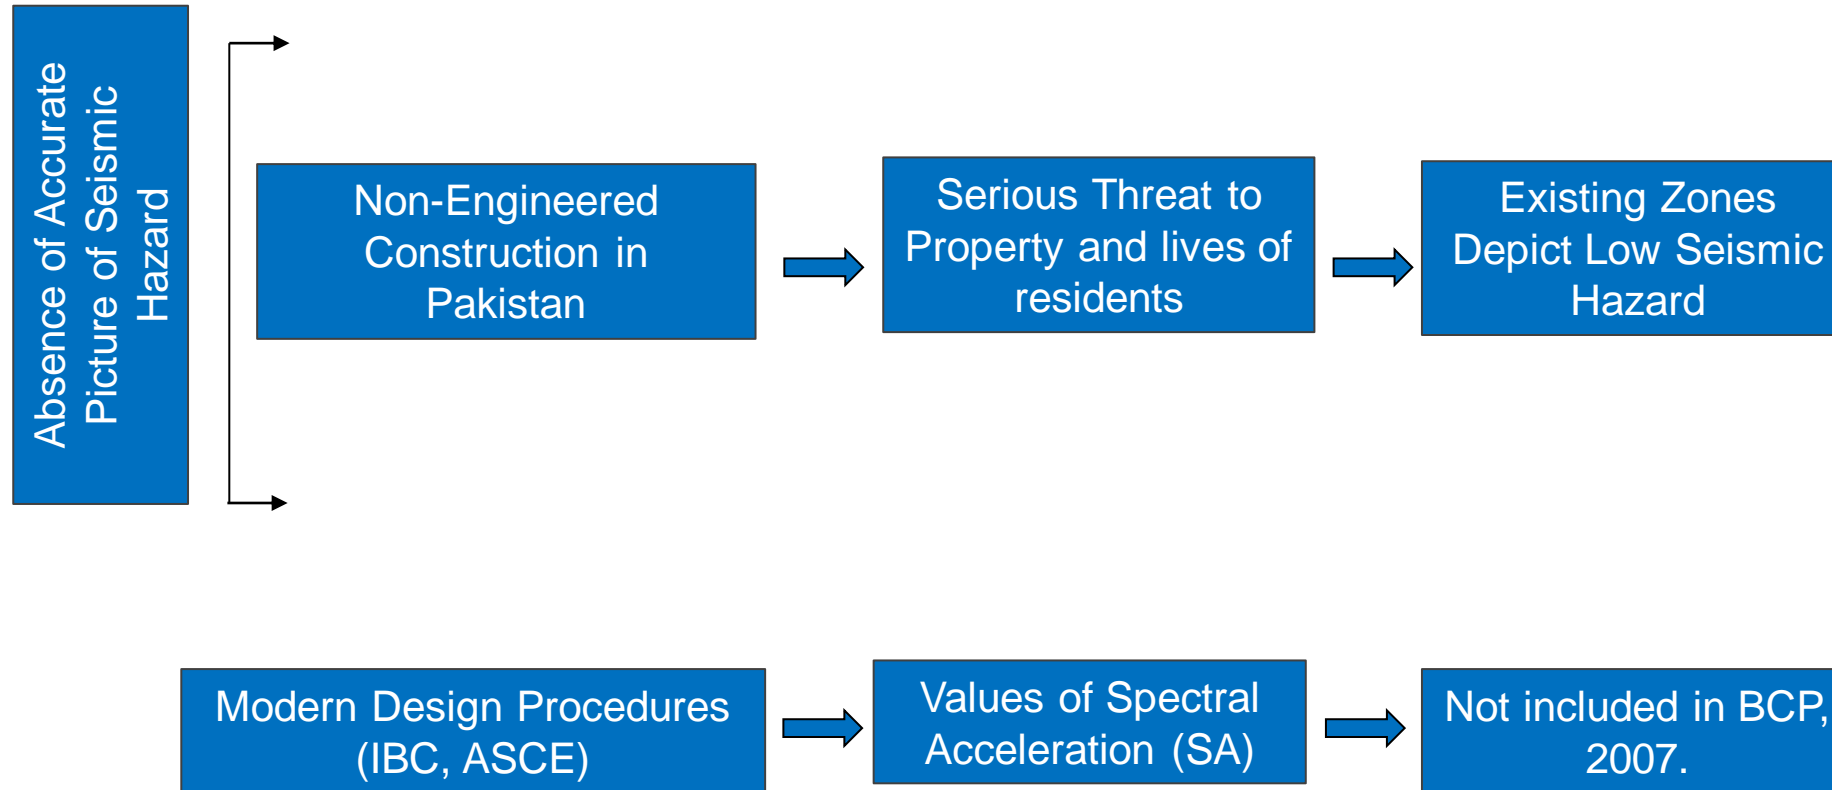 Absence of Accurate
Picture of Seismic
Hazard
Non-Engineered
Construction in
Pakistan
Serious Threat to
Property and lives of
residents
Existing Zones
Depict Low Seismic
Hazard
Modern Design Procedures
(IBC, ASCE)
Values of Spectral
Acceleration (SA)
Not included in BCP,
2007.